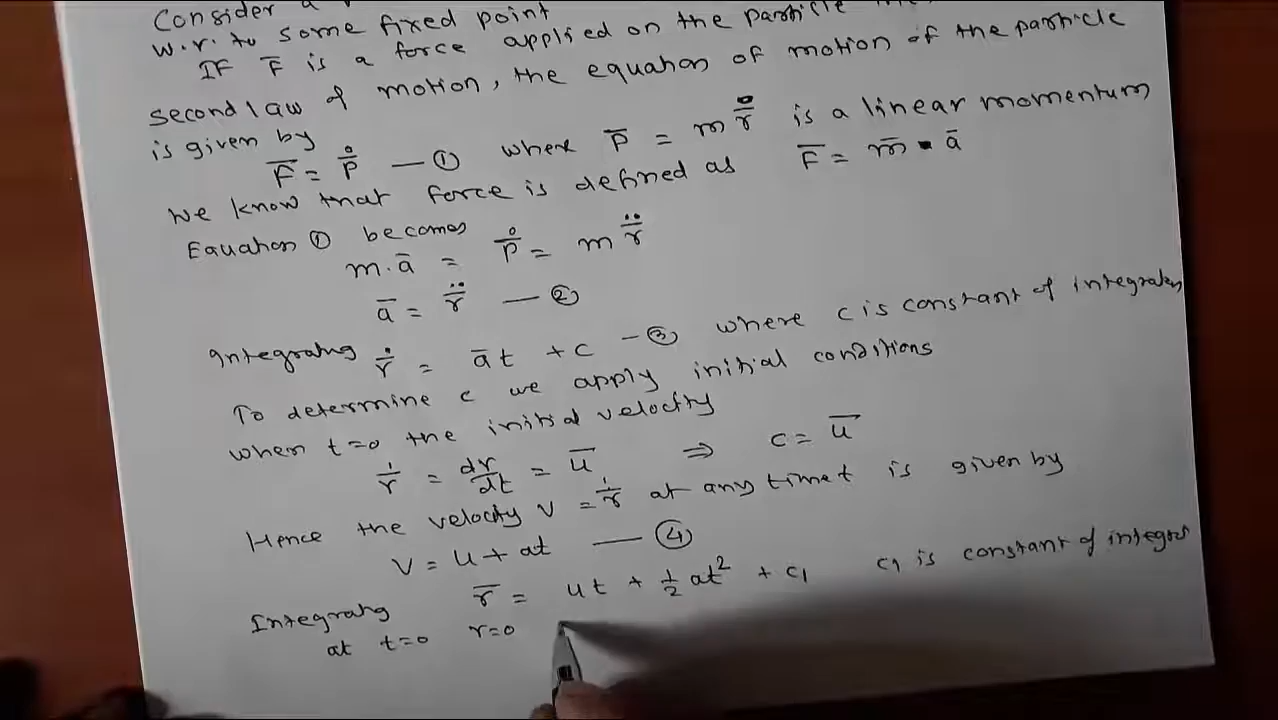 Consider a
w.r. to some fixed point
IF F̅ is a force applied on the particle
second law of motion, the equation of motion of the particle
is given by
F̅ = ṗ̅ — ① where p̅ = m ṙ̅ is a linear momentum
We know that force is defined as F̅ = m̅ · a̅
Equation ① becomes
m. a̅ = ṗ̅ = m r̈̅
a̅ = r̈̅ — ②
Integrating ṙ̅ = a̅t + c — ③ where c is constant of integration
To determine c we apply initial conditions
when t=0 the initial velocity
ṙ̅ = dr/dt = u̅ ⇒ c = u̅
Hence the velocity v = ṙ̅ at any time t is given by
v = u + at — ④
Integrating r̅ = ut + 1/2 at² + c₁ c₁ is constant of integra
at t=0 r=0